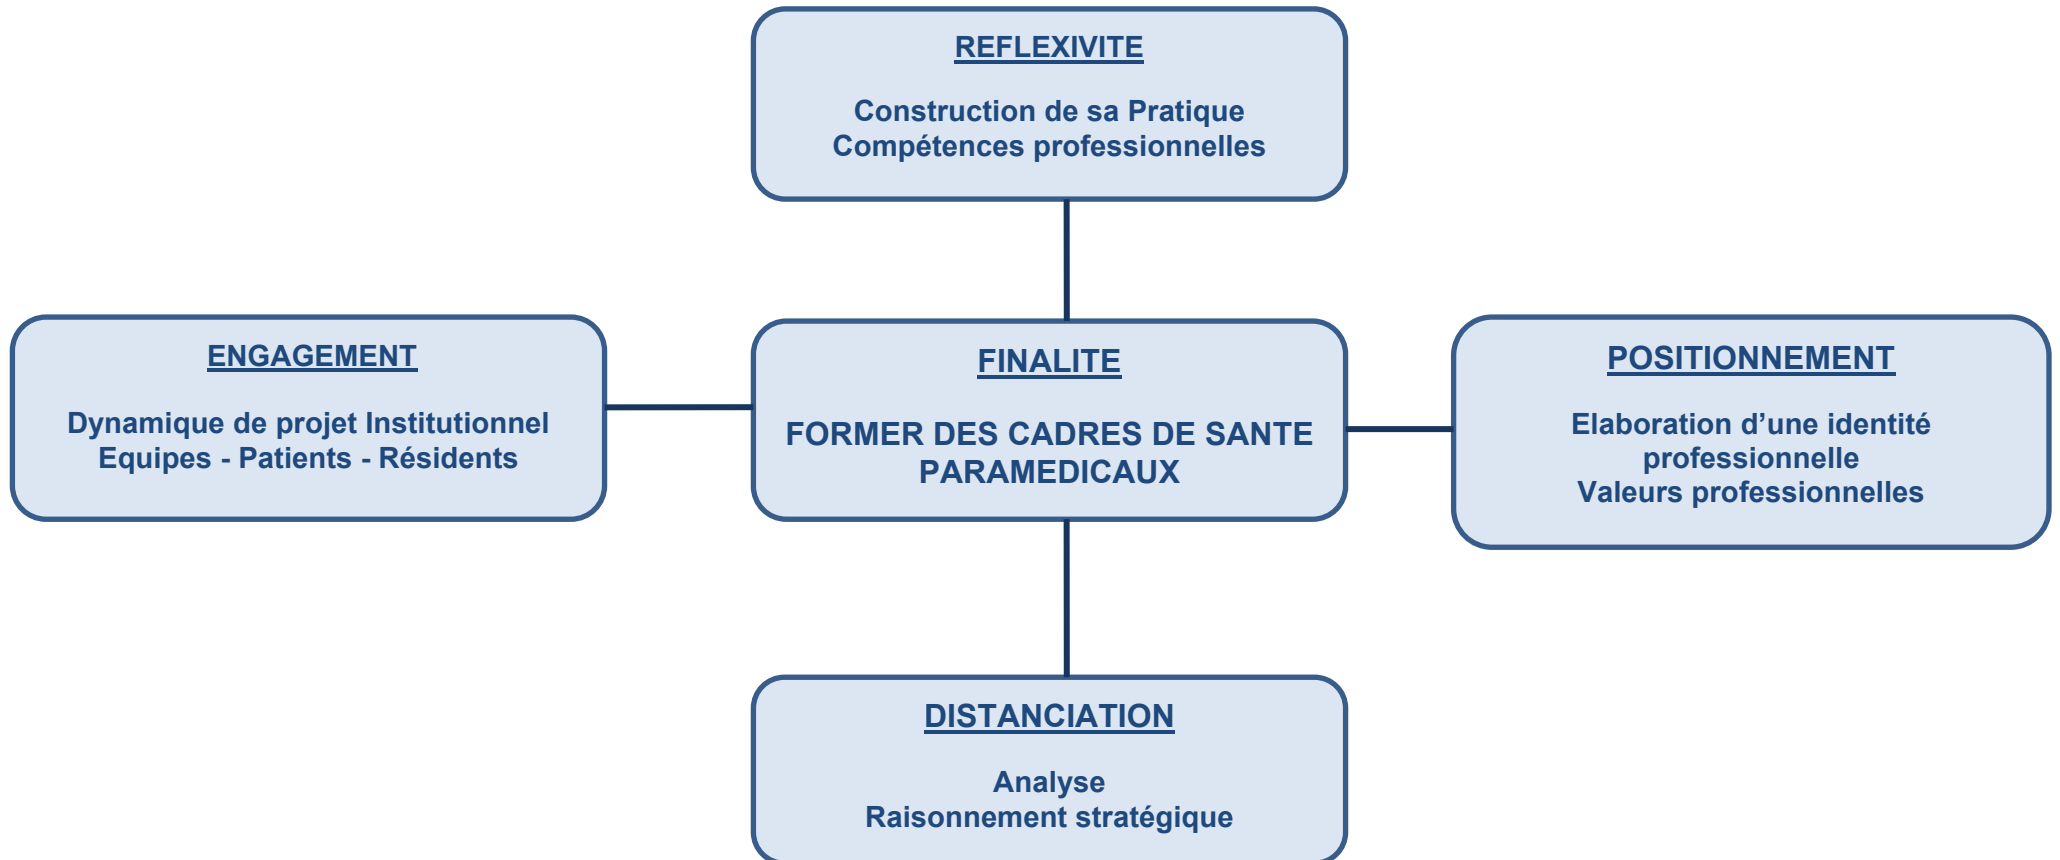 REFLEXIVITE
Construction de sa Pratique
Compétences professionnelles
ENGAGEMENT
Dynamique de projet Institutionnel
Equipes - Patients - Résidents
FINALITE
FORMER DES CADRES DE SANTE
PARAMEDICAUX
POSITIONNEMENT
Elaboration d’une identité
professionnelle
Valeurs professionnelles
DISTANCIATION
Analyse
Raisonnement stratégique